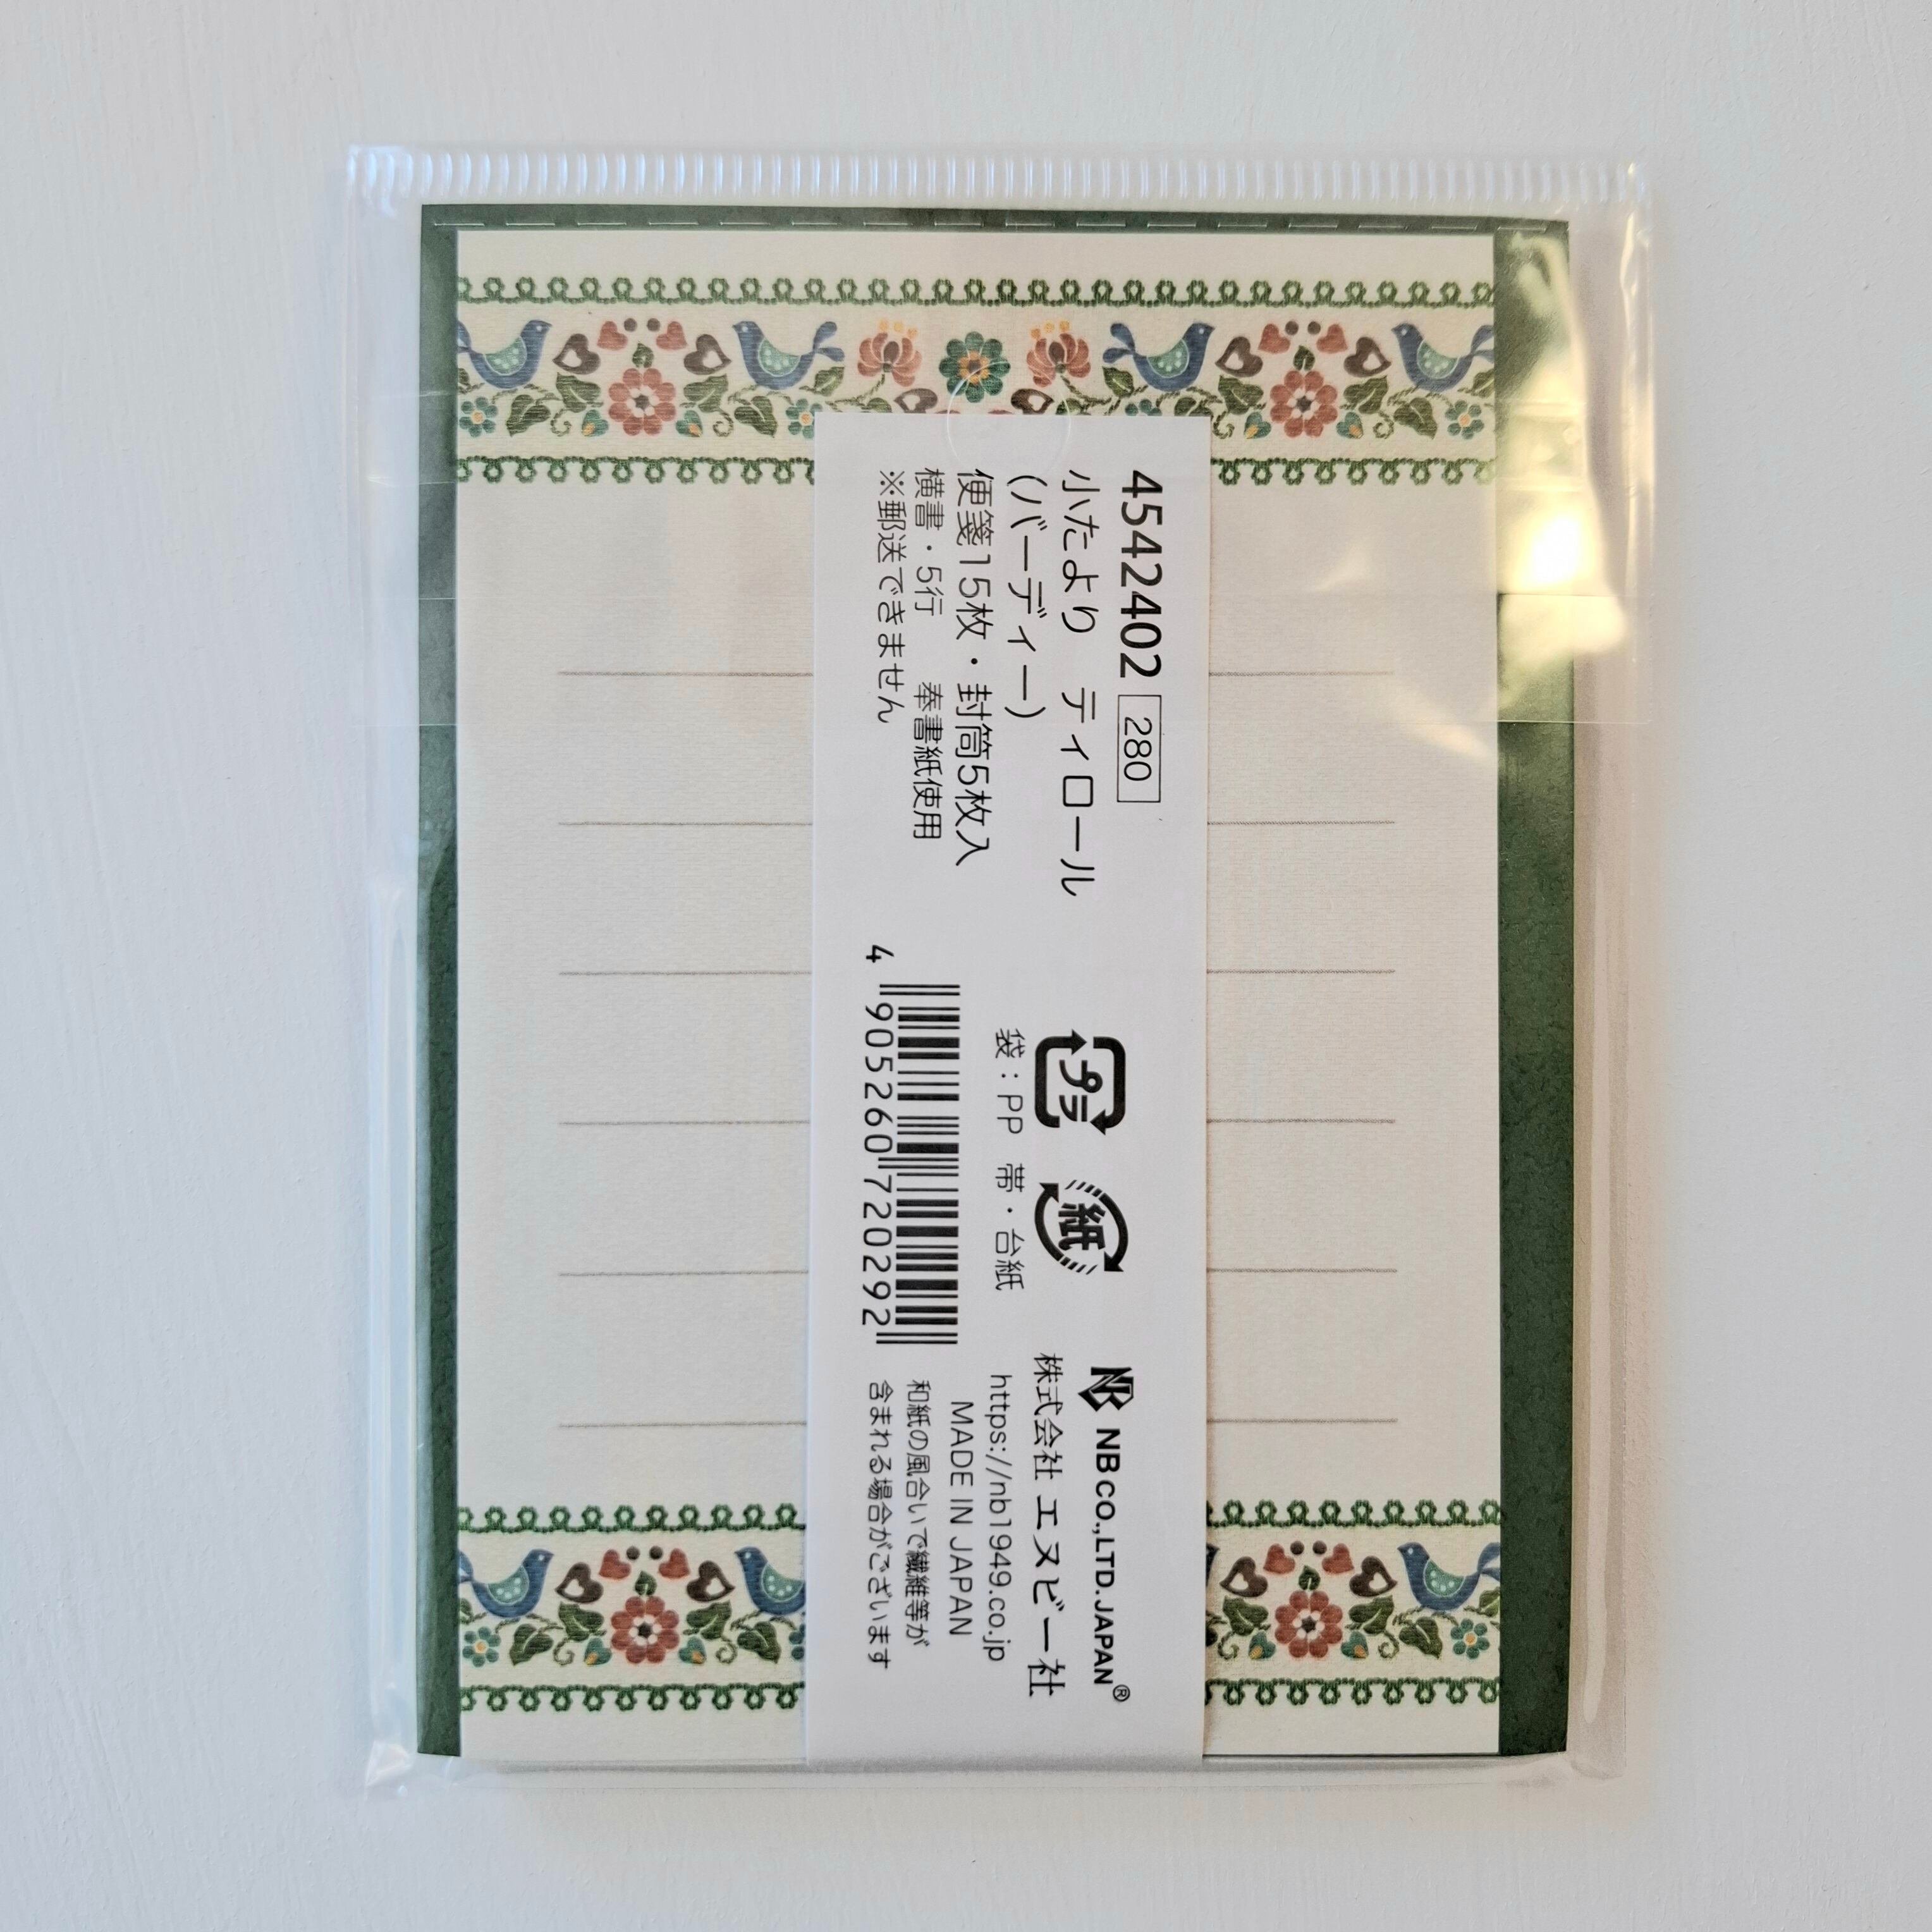 4542402 280
小たより ティロール
(バーディー)
便箋15枚・封筒5枚入
横書・5行 奉書紙使用
※郵送できません
プラ 紙
袋:PP 帯・台紙
4 905260 720292
NB CO.,LTD.JAPAN®
株式会社 エヌビー社
https://nb1949.co.jp
MADE IN JAPAN
和紙の風合いで繊維等が
含まれる場合がございます